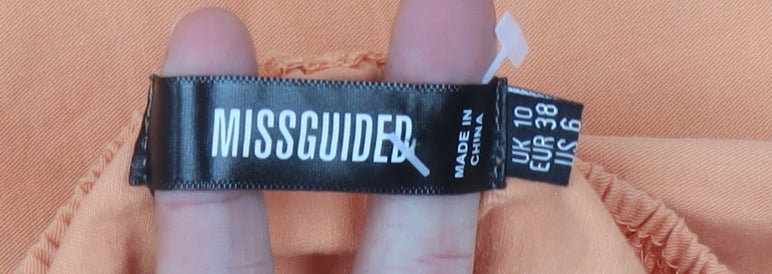 MISSGUIDED
MADE IN
CHINA
UK 10
EUR 38
US 6